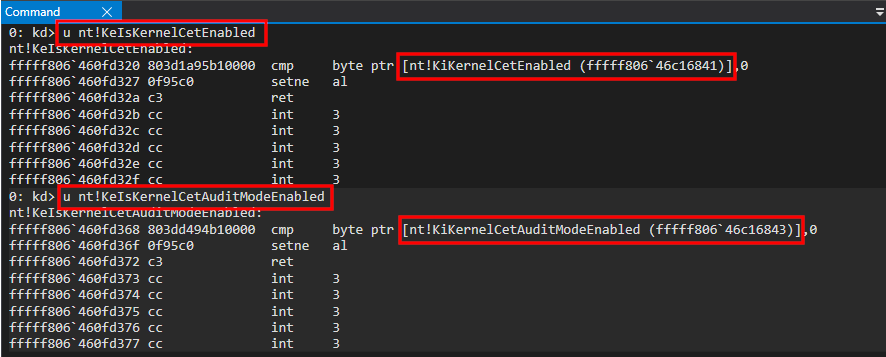 Command
0: kd> u nt!KeIsKernelCetEnabled
nt!KeIsKernelCetEnabled:
fffff806`460fd320 803d1a95b10000  cmp     byte ptr [nt!KiKernelCetEnabled (fffff806`46c16841)],0
fffff806`460fd327 0f95c0          setne   al
fffff806`460fd32a c3              ret
fffff806`460fd32b cc              int     3
fffff806`460fd32c cc              int     3
fffff806`460fd32d cc              int     3
fffff806`460fd32e cc              int     3
fffff806`460fd32f cc              int     3
0: kd> u nt!KeIsKernelCetAuditModeEnabled
nt!KeIsKernelCetAuditModeEnabled:
fffff806`460fd368 803dd494b10000  cmp     byte ptr [nt!KiKernelCetAuditModeEnabled (fffff806`46c16843)],0
fffff806`460fd36f 0f95c0          setne   al
fffff806`460fd372 c3              ret
fffff806`460fd373 cc              int     3
fffff806`460fd374 cc              int     3
fffff806`460fd375 cc              int     3
fffff806`460fd376 cc              int     3
fffff806`460fd377 cc              int     3